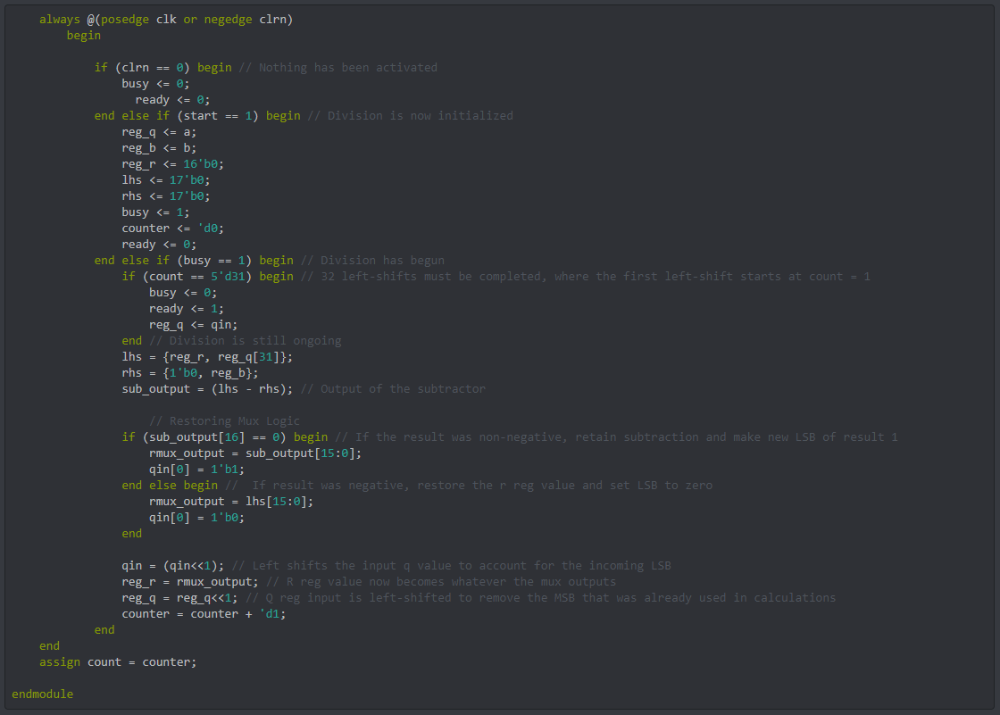 always @(posedge clk or negedge clrn)
begin
if (clrn == 0) begin // Nothing has been activated
busy <= 0;
ready <= 0;
end else if (start == 1) begin // Division is now initialized
reg_q <= a;
reg_b <= b;
reg_r <= 16'b0;
lhs <= 17'b0;
rhs <= 17'b0;
busy <= 1;
counter <= 'd0;
ready <= 0;
end else if (busy == 1) begin // Division has begun
if (count == 5'd31) begin // 32 left-shifts must be completed, where the first left-shift starts at count = 1
busy <= 0;
ready <= 1;
reg_q <= qin;
end // Division is still ongoing
lhs = {reg_r, reg_q[31]};
rhs = {1'b0, reg_b};
sub_output = (lhs - rhs); // Output of the subtractor
// Restoring Mux Logic
if (sub_output[16] == 0) begin // If the result was non-negative, retain subtraction and make new LSB of result 1
rmux_output = sub_output[15:0];
qin[0] = 1'b1;
end else begin //  If result was negative, restore the r reg value and set LSB to zero
rmux_output = lhs[15:0];
qin[0] = 1'b0;
end
qin = (qin<<1); // Left shifts the input q value to account for the incoming LSB
reg_r = rmux_output; // R reg value now becomes whatever the mux outputs
reg_q = reg_q<<1; // Q reg input is left-shifted to remove the MSB that was already used in calculations
counter = counter + 'd1;
end
end
assign count = counter;
endmodule